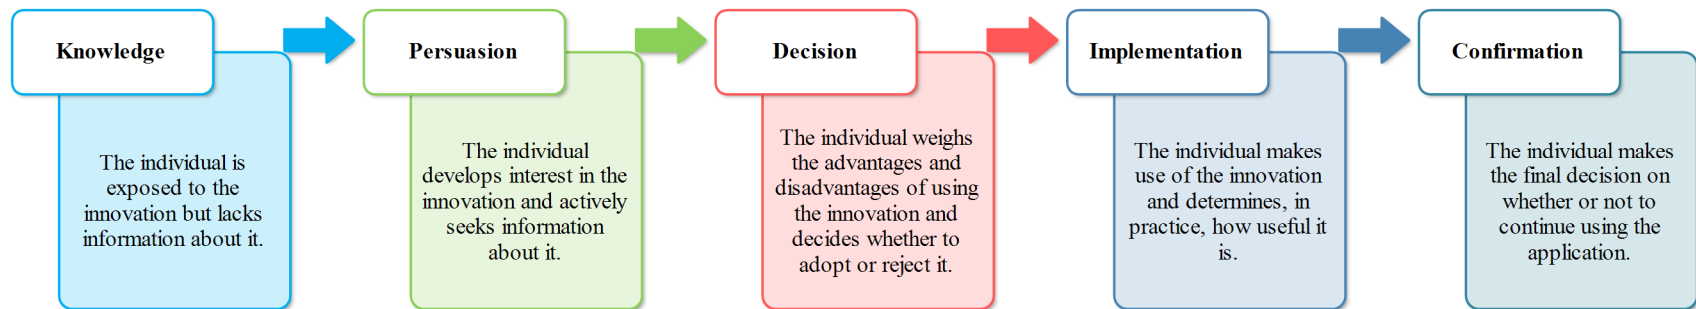 Knowledge
The individual is
exposed to the
innovation but lacks
information about it.
Persuasion
The individual
develops interest in the
innovation and actively
seeks information
about it.
Decision
The individual weighs
the advantages and
disadvantages of using
the innovation and
decides whether to
adopt or reject it.
Implementation
The individual makes
use of the innovation
and determines, in
practice, how useful it
is.
Confirmation
The individual makes
the final decision on
whether or not to
continue using the
application.